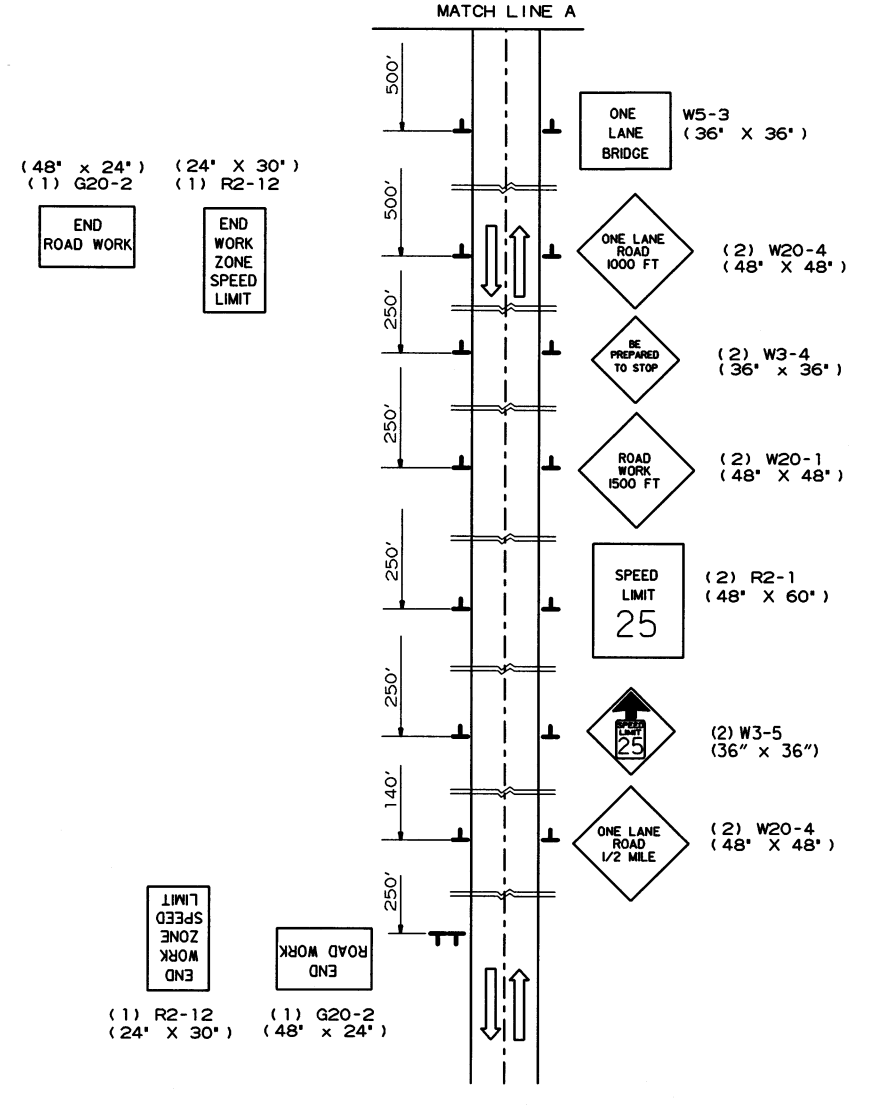 MATCH LINE A
500'
ONE
LANE
BRIDGE
W5-3
(36" X 36")
(48" x 24")
(1) G20-2
END
ROAD WORK
(24" X 30")
(1) R2-12
END
WORK
ZONE
SPEED
LIMIT
500'
ONE LANE
ROAD
1000 FT
(2) W20-4
(48" X 48")
250'
BE
PREPARED
TO STOP
(2) W3-4
(36" x 36")
250'
ROAD
WORK
1500 FT
(2) W20-1
(48" X 48")
250'
SPEED
LIMIT
25
(2) R2-1
(48" X 60")
250'
SPEED
LIMIT
25
(2) W3-5
(36" x 36")
140'
ONE LANE
ROAD
1/2 MILE
(2) W20-4
(48" X 48")
250'
END
WORK
ZONE
SPEED
LIMIT
(1) R2-12
(24" X 30")
END
ROAD WORK
(1) G20-2
(48" x 24")